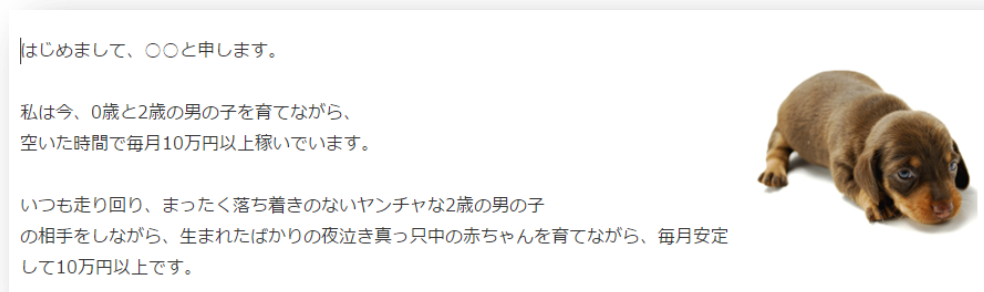 はじめまして、○○と申します。
私は今、0歳と2歳の男の子を育てながら、
空いた時間で毎月10万円以上稼いでいます。
いつも走り回り、まったく落ち着きのないヤンチャな2歳の男の子
の相手をしながら、生まれたばかりの夜泣き真っ只中の赤ちゃんを育てながら、毎月安定
して10万円以上です。